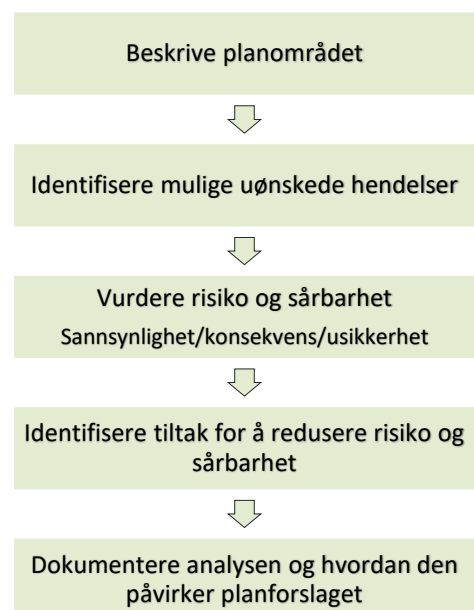 Beskrive planområdet
Identifisere mulige uønskede hendelser
Vurdere risiko og sårbarhet
Sannsynlighet/konsekvens/usikkerhet
Identifisere tiltak for å redusere risiko og
sårbarhet
Dokumentere analysen og hvordan den
påvirker planforslaget